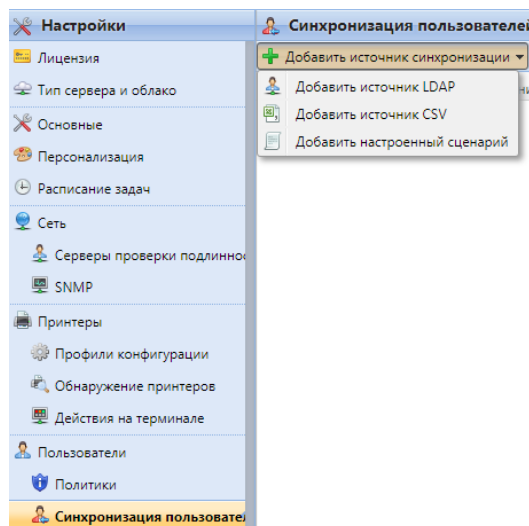 Настройки
Лицензия
Тип сервера и облако
Основные
Персонализация
Расписание задач
Сеть
Серверы проверки
SNMP
Принтеры
Профили конфигурации
Обнаружение принтеров
Действия на терминале
Пользователи
Политики
Синхронизация
Синхронизация пользователей
Добавить источник синхронизации
Добавить источник LDAP
Добавить источник CSV
Добавить настроенный сценарий